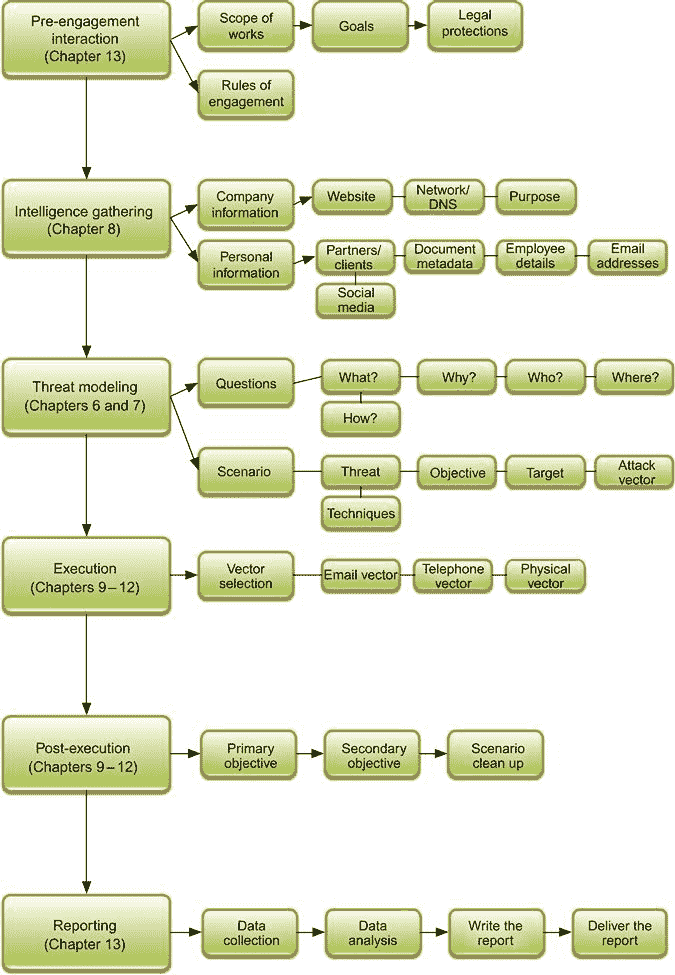 Pre-engagement
interaction
(Chapter 13)
Scope of
works
Goals
Legal
protections
Rules of
engagement
Intelligence gathering
(Chapter 8)
Company
information
Website
Network/
DNS
Purpose
Personal
information
Partners/
clients
Document
metadata
Employee
details
Email
addresses
Social
media
Threat modeling
(Chapters 6 and 7)
Questions
What?
Why?
Who?
Where?
How?
Scenario
Threat
Objective
Target
Attack
vector
Techniques
Execution
(Chapters 9–12)
Vector
selection
Email vector
Telephone
vector
Physical
vector
Post-execution
(Chapters 9–12)
Primary
objective
Secondary
objective
Scenario
clean up
Reporting
(Chapter 13)
Data
collection
Data
analysis
Write the
report
Deliver the
report